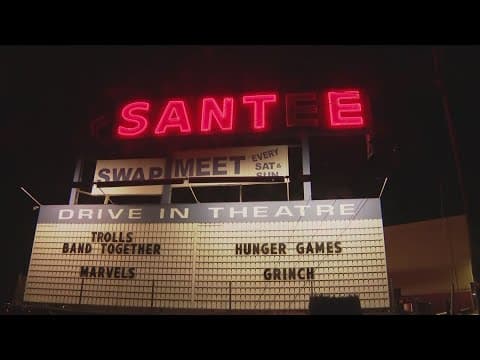 SANTEE
SWAP MEET EVERY
SAT &
SUN
DRIVE IN THEATRE
TROLLS
BAND TOGETHER
HUNGER GAMES
MARVELS
GRINCH